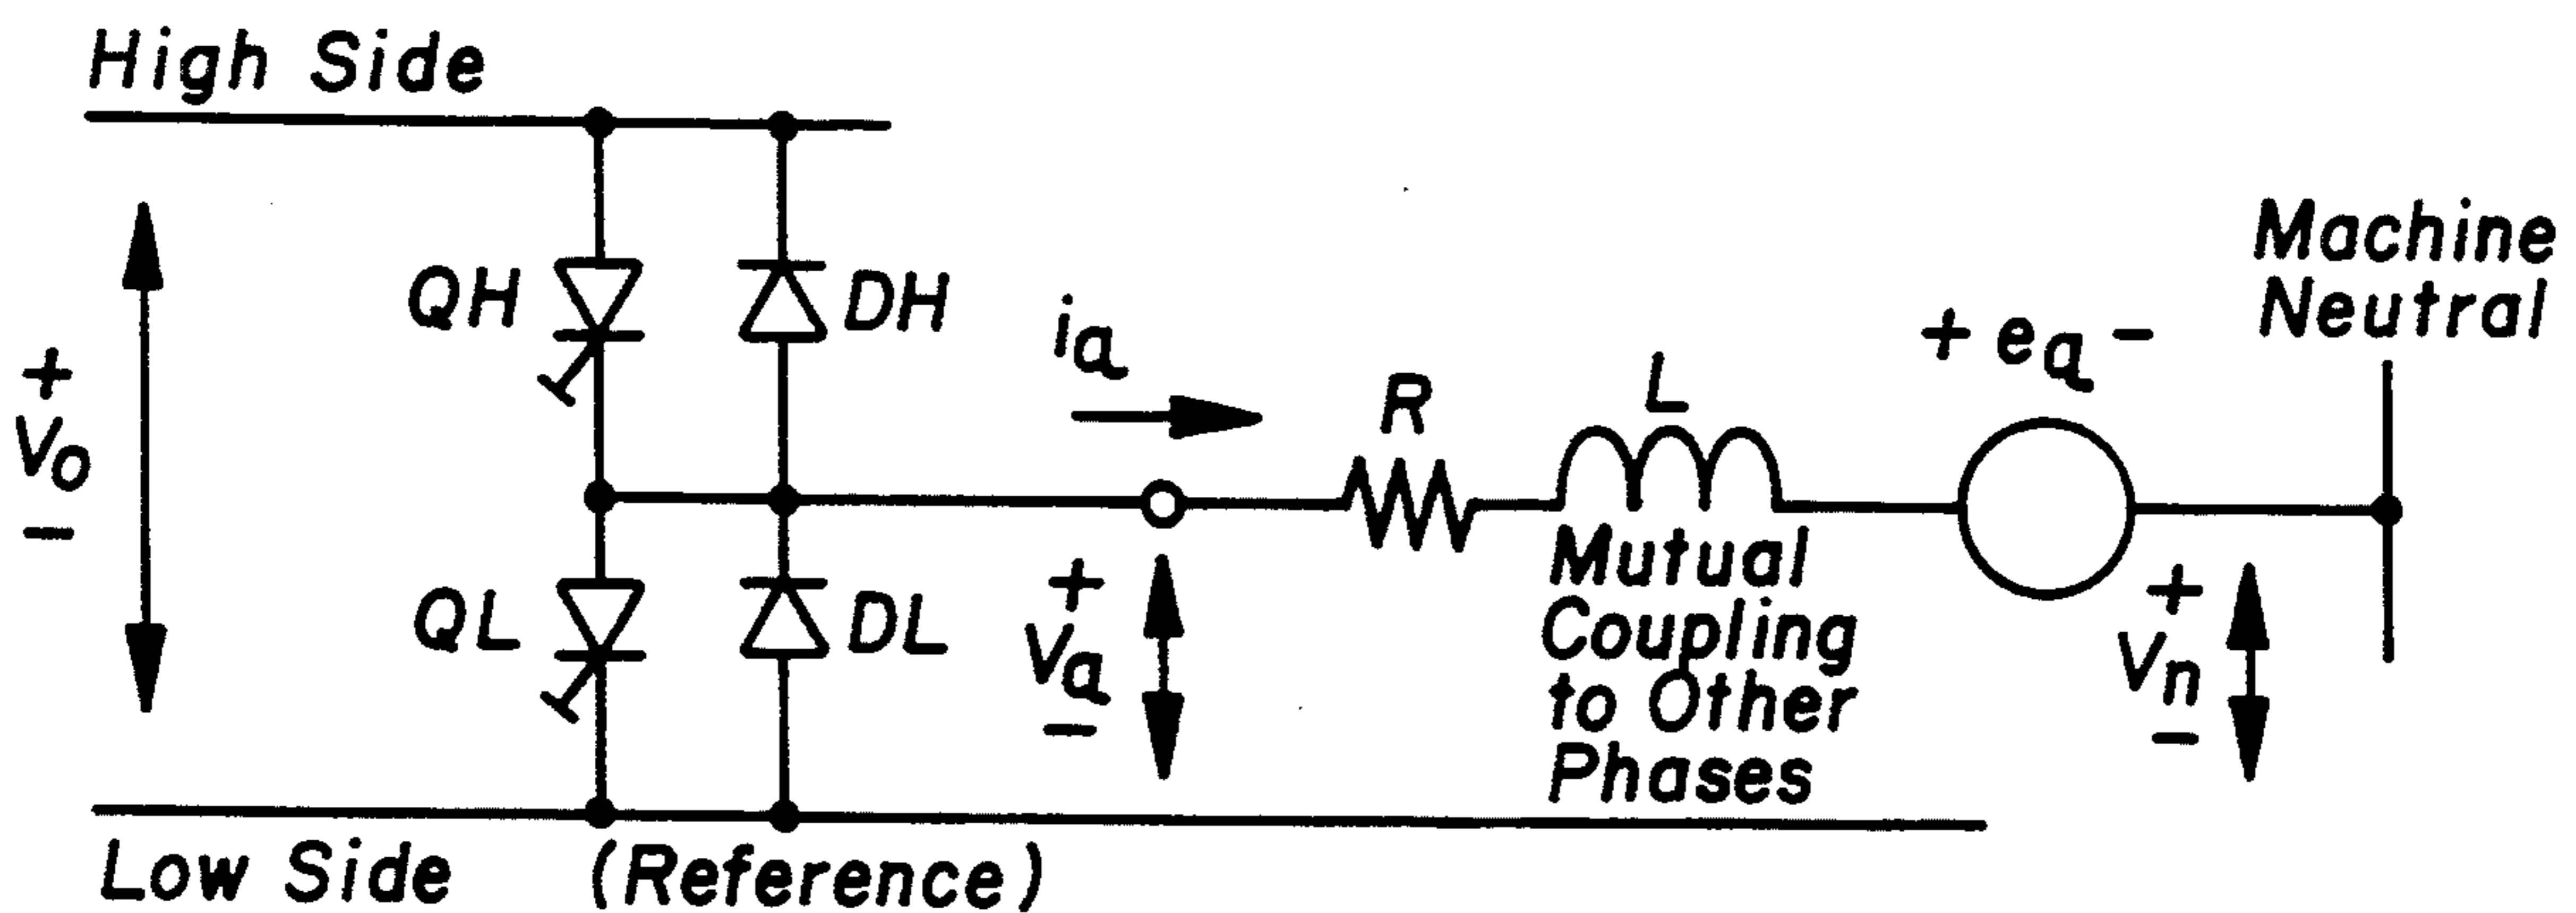 High Side
+
Vo
-
QH
DH
QL
DL
ia
+
Va
-
R
L
Mutual
Coupling
to Other
Phases
+ ea -
Machine
Neutral
+
Vn
-
Low Side (Reference)